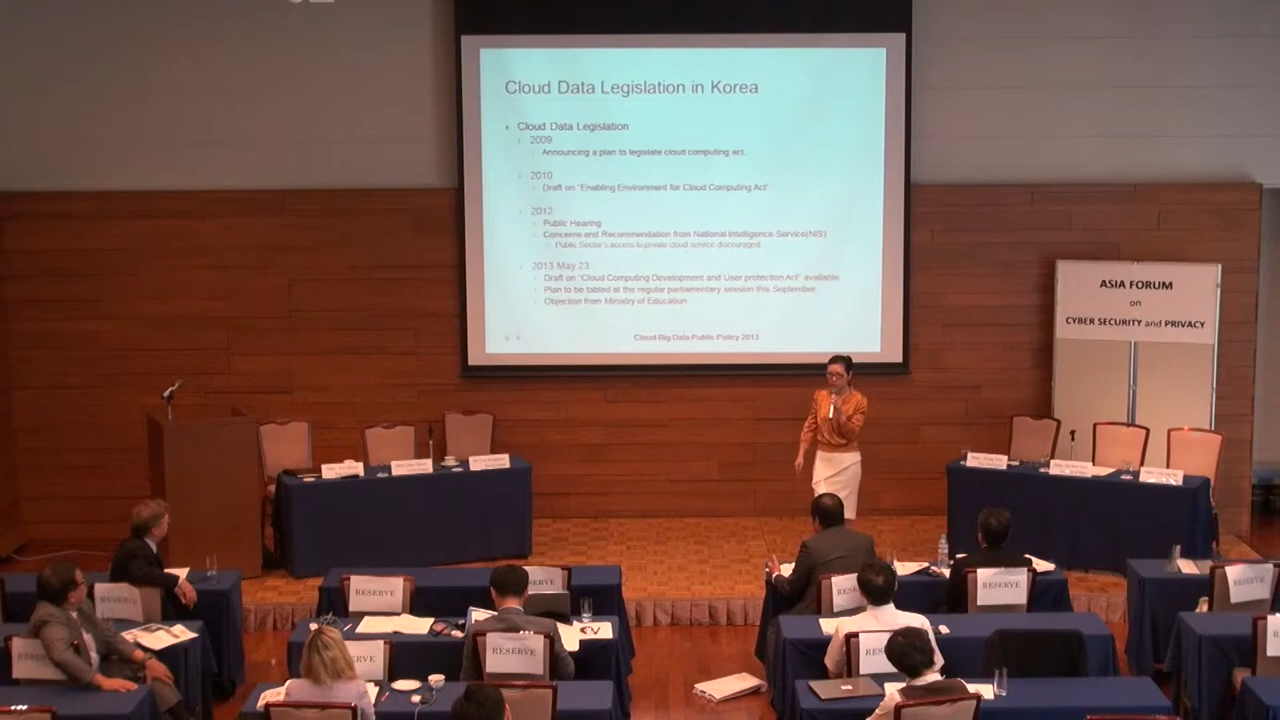 Cloud Data Legislation in Korea
Cloud Data Legislation
2009
Announcing a plan to legislate cloud computing act.
2010
Draft on "Enabling Environment for Cloud Computing Act"
2012
Public Hearing
Concerns and Recommendation from National Intelligence Service(NIS)
Public Sector's access to private cloud service discouraged
2013 May 23
Draft on "Cloud Computing Development and User protection Act" available.
Plan to be tabled at the regular parliamentary session this September.
Objection from Ministry of Education
Cloud Big Data Public Policy 2013
ASIA FORUM
on
CYBER SECURITY and PRIVACY
RESERVE
RESERVE
RESERVE
RESERVE
RESERVE
RESERVE